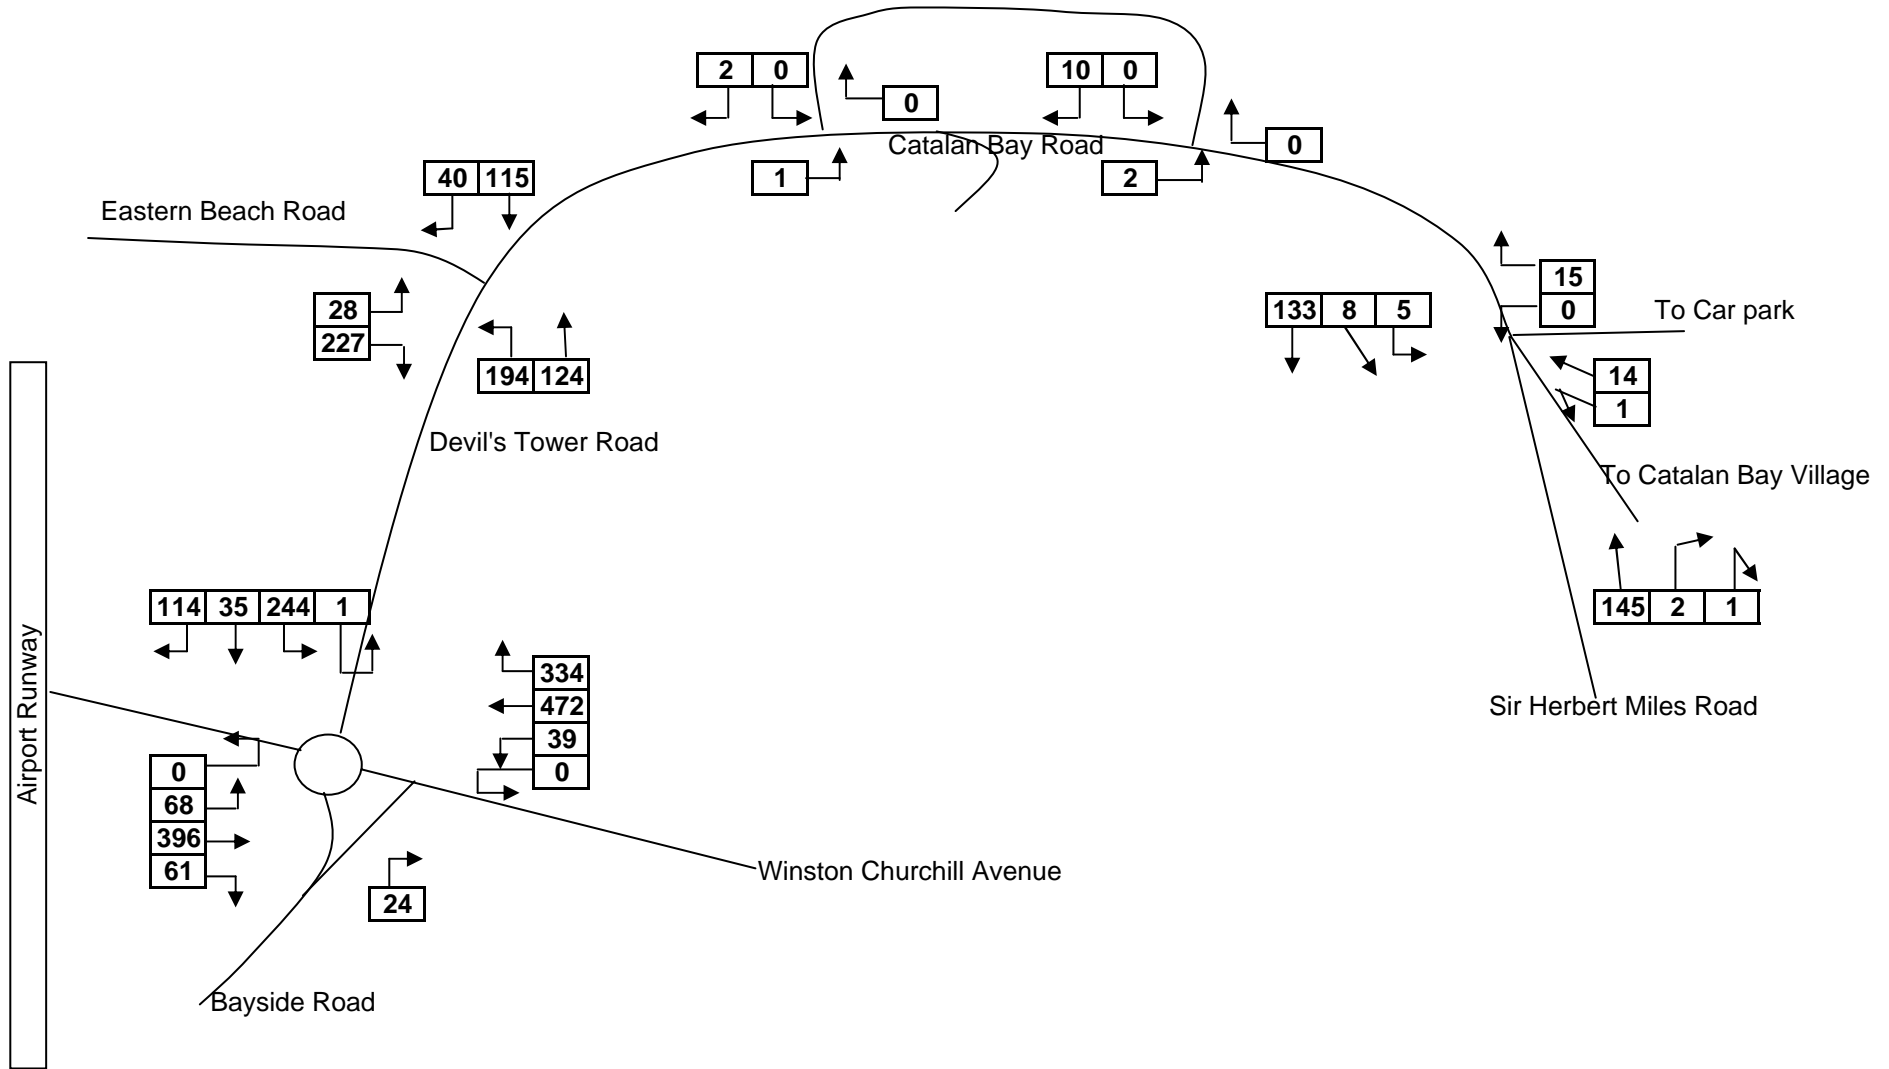 2 0
10 0
0
0
Catalan Bay Road
1
2
40 115
Eastern Beach Road
28
227
194 124
133 8 5
15
0
To Car park
14
1
Devil's Tower Road
To Catalan Bay Village
145 2 1
Sir Herbert Miles Road
114 35 244 1
334
472
39
0
Airport Runway
0
68
396
61
24
Winston Churchill Avenue
Bayside Road